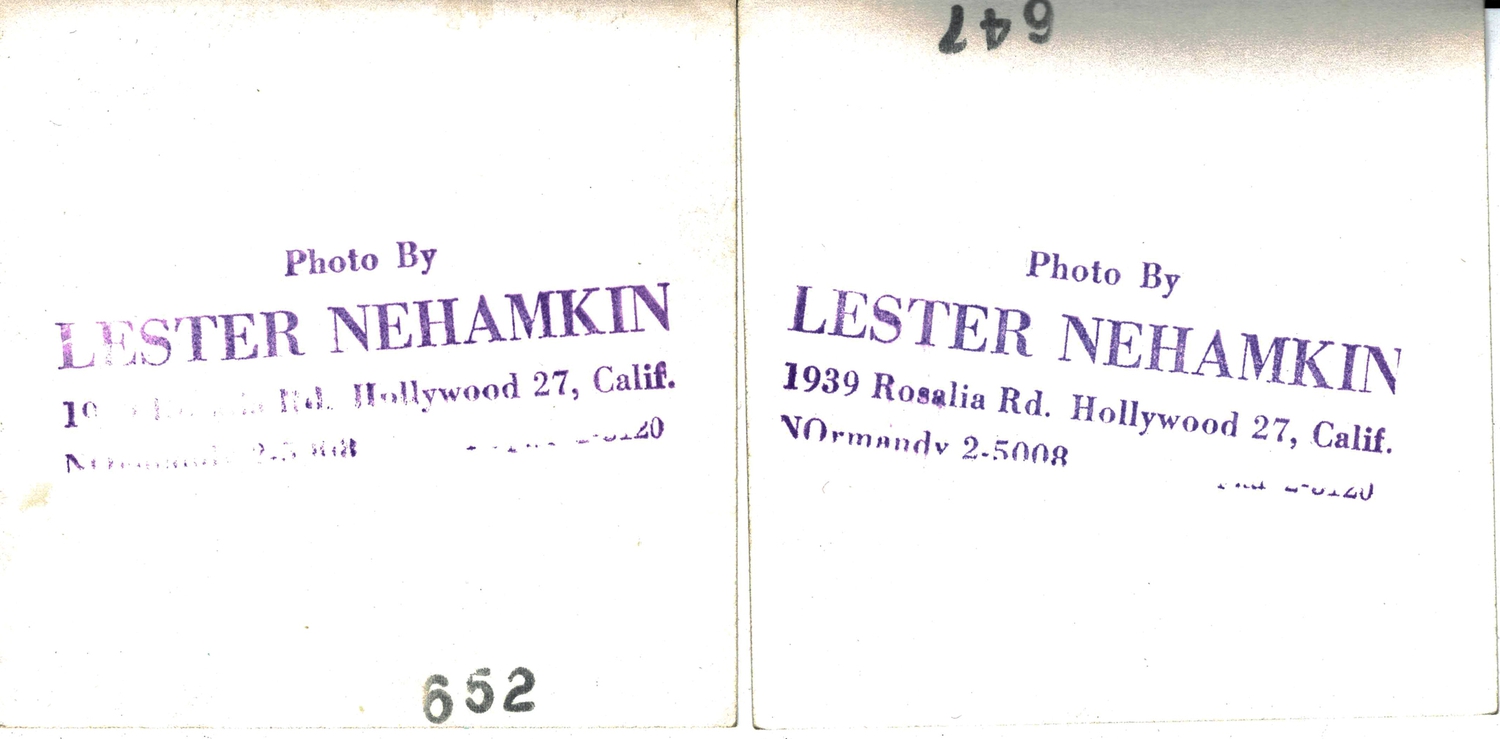 Photo By
LESTER NEHAMKIN
Rd. Hollywood 27, Calif.
652
647
Photo By
LESTER NEHAMKIN
1939 Rosalia Rd. Hollywood 27, Calif.
NOrmandy 2-5008